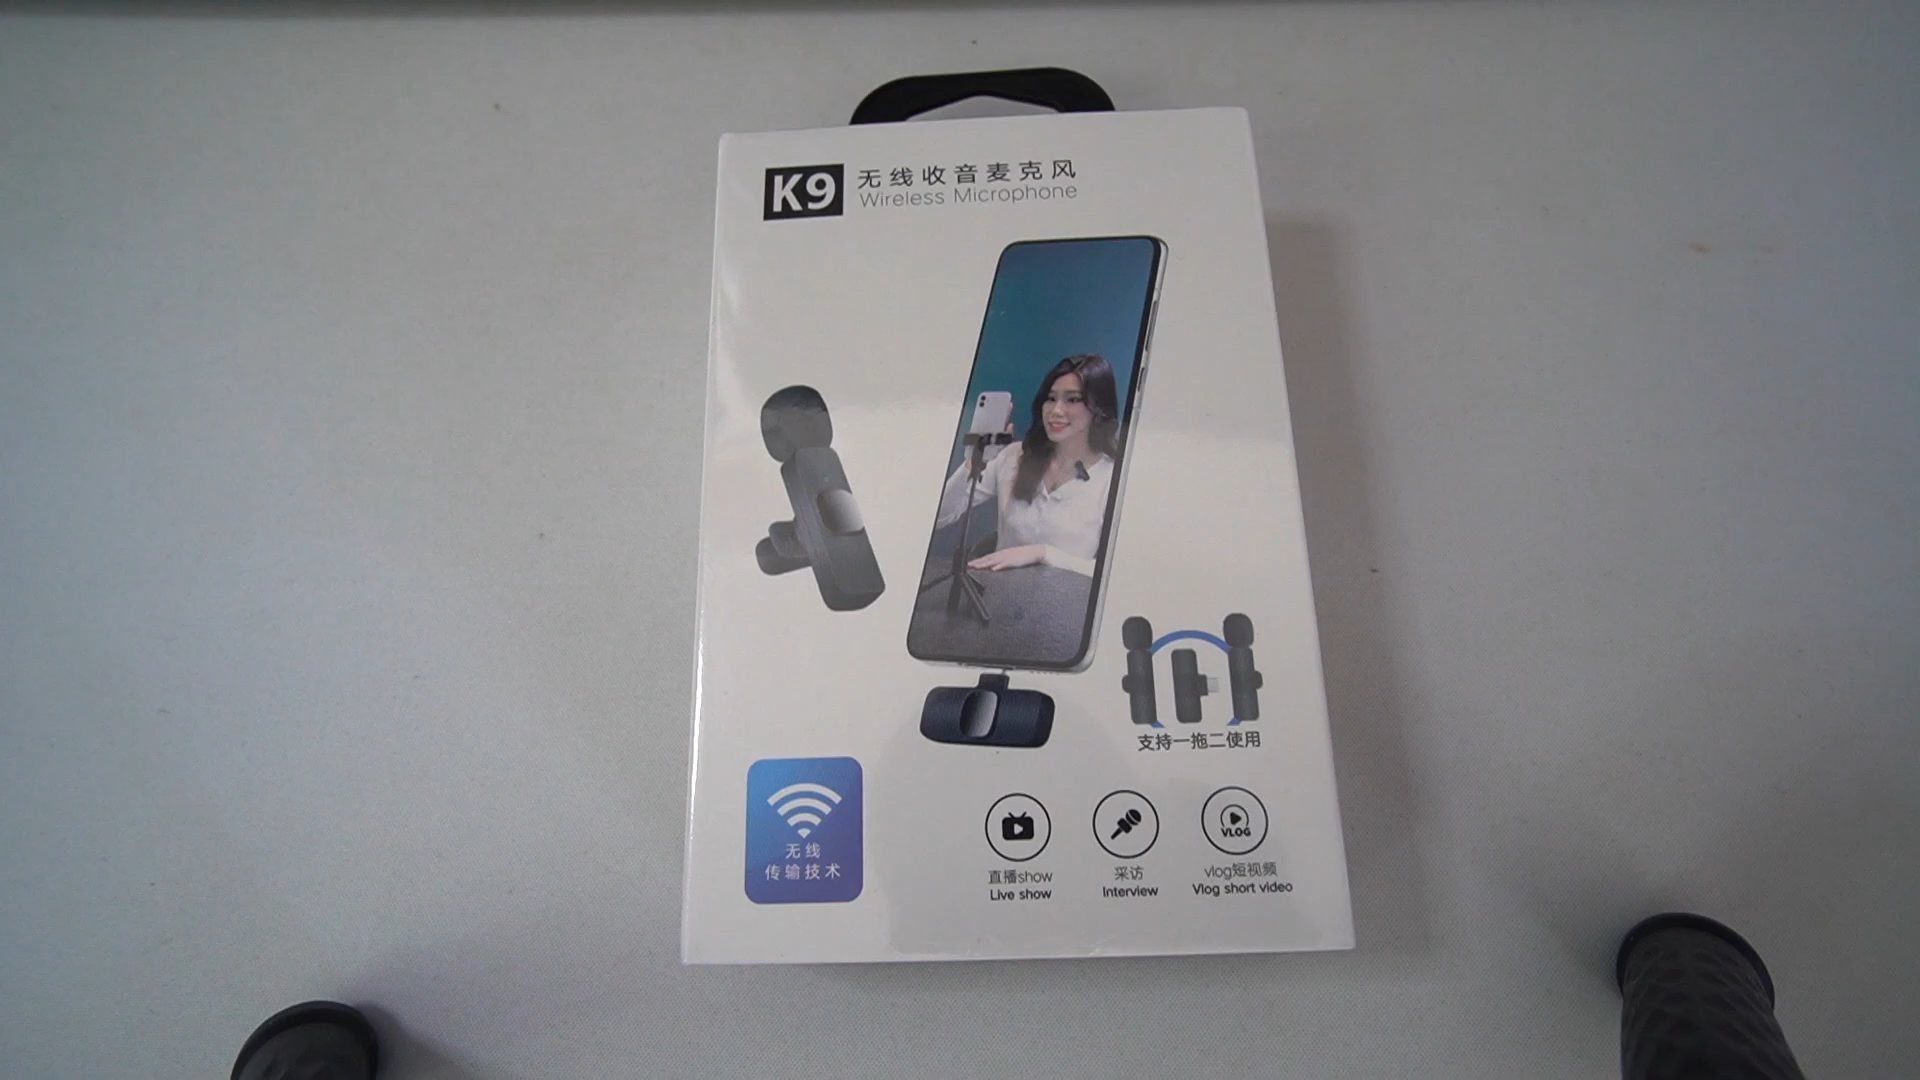 K9
无线收音麦克风
Wireless Microphone
支持一拖二使用
无线
传输技术
直播show
Live show
采访
Interview
VLOG
vlog短视频
Vlog short video